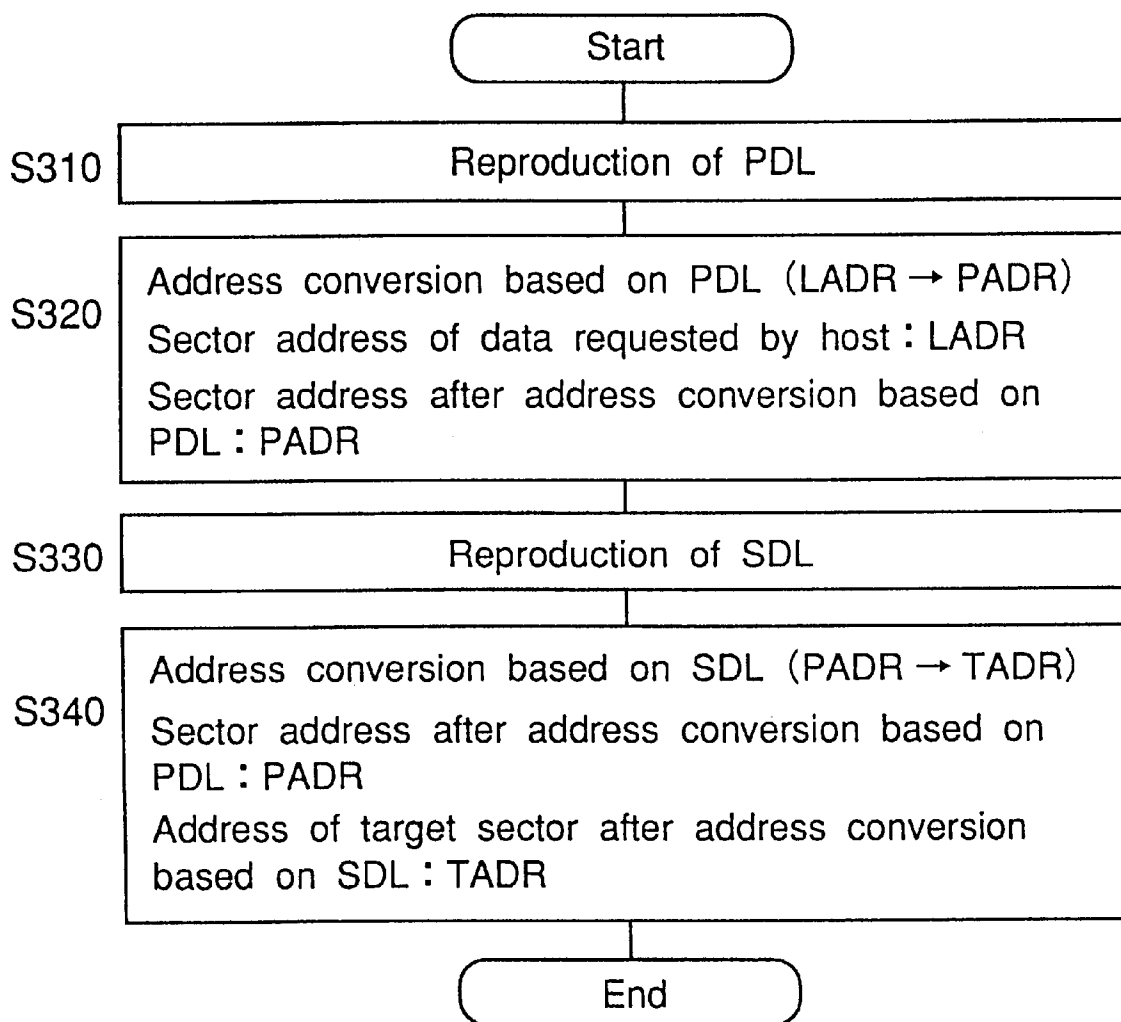 Start
S310
Reproduction of PDL
S320
Address conversion based on PDL (LADR → PADR)
Sector address of data requested by host : LADR
Sector address after address conversion based on
PDL : PADR
S330
Reproduction of SDL
S340
Address conversion based on SDL (PADR → TADR)
Sector address after address conversion based on
PDL : PADR
Address of target sector after address conversion
based on SDL : TADR
End